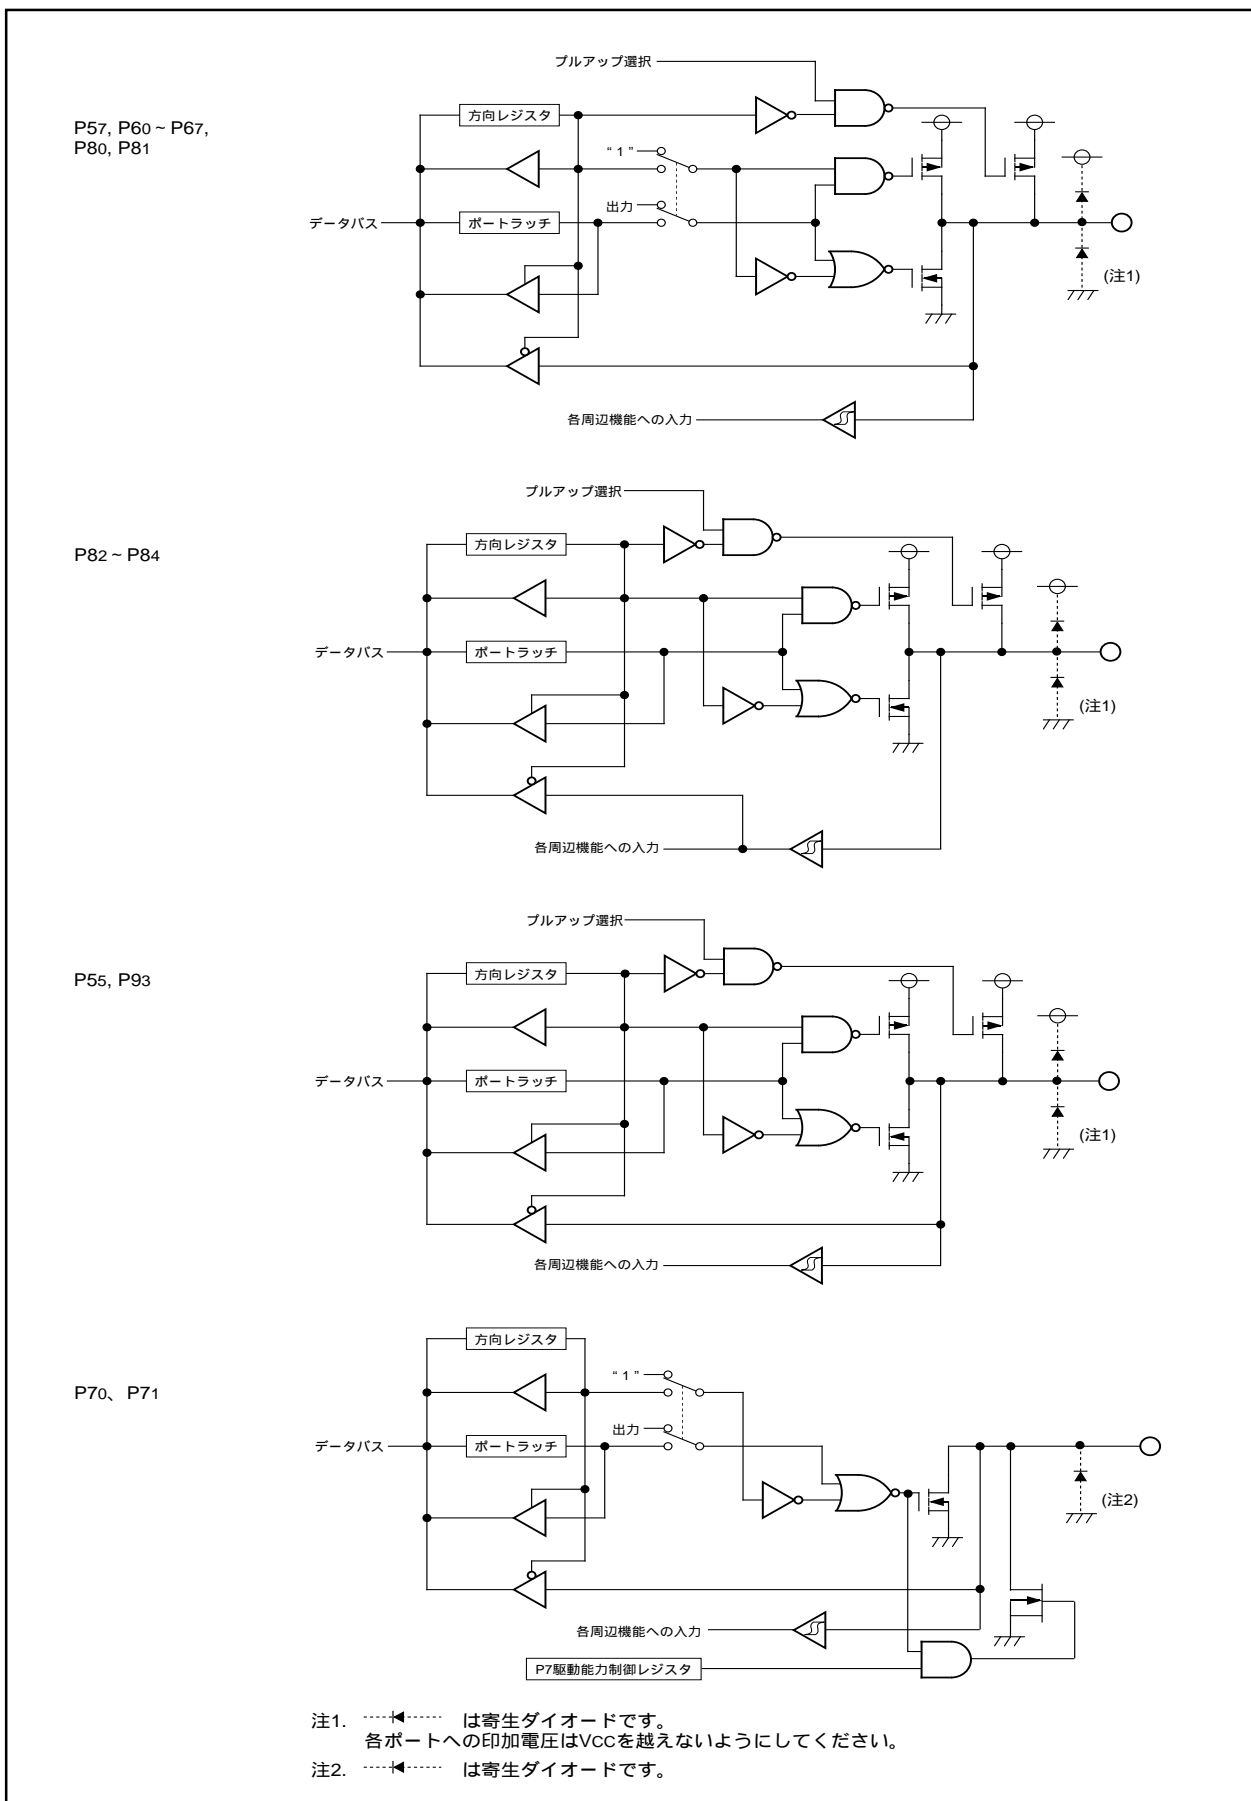 プルアップ選択
P57, P60 ~ P67,
P80, P81
方向レジスタ
“ 1 ”
出力
データバス
ポートラッチ
(注1)
各周辺機能への入力
プルアップ選択
P82 ~ P84
方向レジスタ
データバス
ポートラッチ
(注1)
各周辺機能への入力
プルアップ選択
P55, P93
方向レジスタ
データバス
ポートラッチ
(注1)
各周辺機能への入力
方向レジスタ
P70、P71
“ 1 ”
出力
データバス
ポートラッチ
(注2)
各周辺機能への入力
P7駆動能力制御レジスタ
注1. は寄生ダイオードです。
各ポートへの印加電圧はVCCを越えないようにしてください。
注2. は寄生ダイオードです。